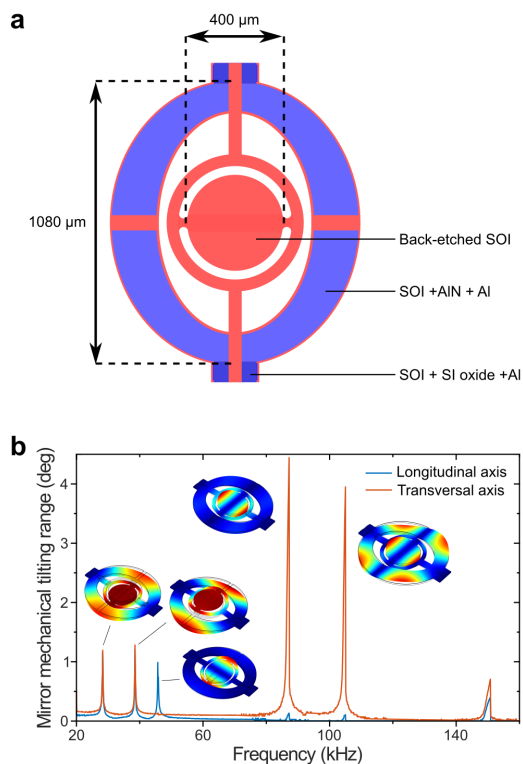 a
400 µm
1080 µm
Back-etched SOI
SOI +AlN + Al
SOI + SI oxide +Al
b
Mirror mechanical tilting range (deg)
4
3
2
1
0
Longitudinal axis
Transversal axis
20
60
100
140
Frequency (kHz)